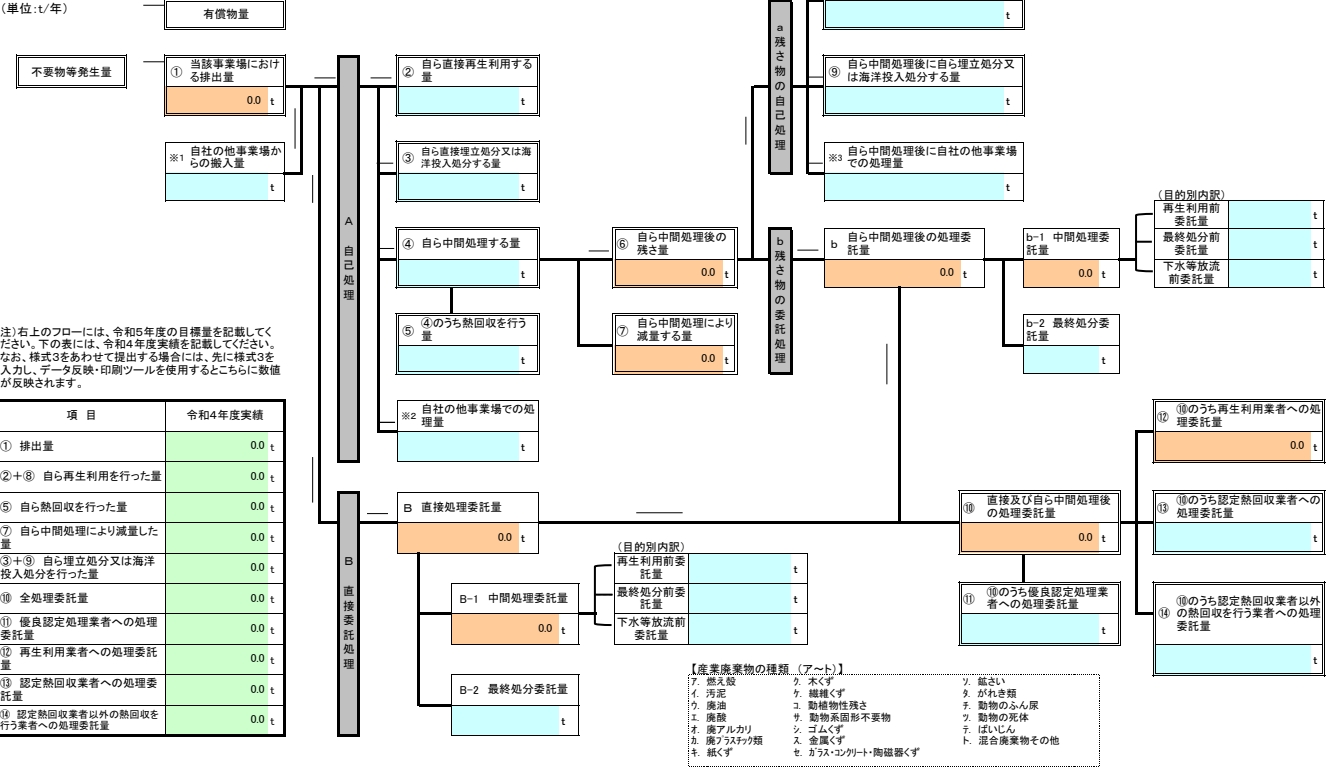 (単位:t/年)
有償物量
不要物等発生量
① 当該事業場におけ
る排出量
0.0 t
※1 自社の他事業場か
らの搬入量
t
A 自己処理
② 自ら直接再生利用する
量
t
③ 自ら直接埋立処分又は海
洋投入処分する量
t
④ 自ら中間処理する量
t
⑤ ④のうち熱回収を行う
量
t
※2 自社の他事業場での処
理量
t
⑥ 自ら中間処理後の
残さ量
0.0 t
⑦ 自ら中間処理により
減量する量
0.0 t
a 残さ物の自己処理
t
⑨ 自ら中間処理後に自ら埋立処分又
は海洋投入処分する量
t
※3 自ら中間処理後に自社の他事業場
での処理量
t
b 残さ物の委託処理
b 自ら中間処理後の処理委
託量
0.0 t
b-1 中間処理委
託量
0.0 t
(目的別内訳)
再生利用前
委託量
t
最終処分前
委託量
t
下水等放流
前委託量
t
b-2 最終処分委
託量
t
注)右上のフローには、令和5年度の目標量を記載してく
ださい。下の表には、令和4年度実績を記載してください。
なお、様式3をあわせて提出する場合には、先に様式3を
入力し、データ反映・印刷ツールを使用するとこちらに数値
が反映されます。
項 目 令和4年度実績
① 排出量 0.0 t
②+⑧ 自ら再生利用を行った量 0.0 t
⑤ 自ら熱回収を行った量 0.0 t
⑦ 自ら中間処理により減量した
量 0.0 t
③+⑨ 自ら埋立処分又は海洋
投入処分を行った量 0.0 t
⑩ 全処理委託量 0.0 t
⑪ 優良認定処理業者への処理
委託量 0.0 t
⑫ 再生利用業者への処理委託
量 0.0 t
⑬ 認定熱回収業者への処理委
託量 0.0 t
⑭ 認定熱回収業者以外の熱回収を
行う業者への処理委託量 0.0 t
B 直接委託処理
B 直接処理委託量
0.0 t
B-1 中間処理委託量
0.0 t
(目的別内訳)
再生利用前委
託量
t
最終処分前委
託量
t
下水等放流前
委託量
t
B-2 最終処分委託量
t
⑩ 直接及び自ら中間処理後
の処理委託量
0.0 t
⑪ ⑩のうち優良認定処理業
者への処理委託量
t
⑫ ⑩のうち再生利用業者への処
理委託量
0.0 t
⑬ ⑩のうち認定熱回収業者への
処理委託量
t
⑭ ⑩のうち認定熱回収業者以外
の熱回収を行う業者への処理
委託量
t
【産業廃棄物の種類 (ア~ト)】
ア. 燃え殻 ク. 木くず ソ. 鉱さい
イ. 汚泥 ケ. 繊維くず タ. がれき類
ウ. 廃油 コ. 動植物性残さ チ. 動物のふん尿
エ. 廃酸 サ. 動物系固形不要物 ツ. 動物の死体
オ. 廃アルカリ シ. ゴムくず テ. ばいじん
カ. 廃プラスチック類 ス. 金属くず ト. 混合廃棄物その他
キ. 紙くず セ. ガラス・コンクリート・陶磁器くず